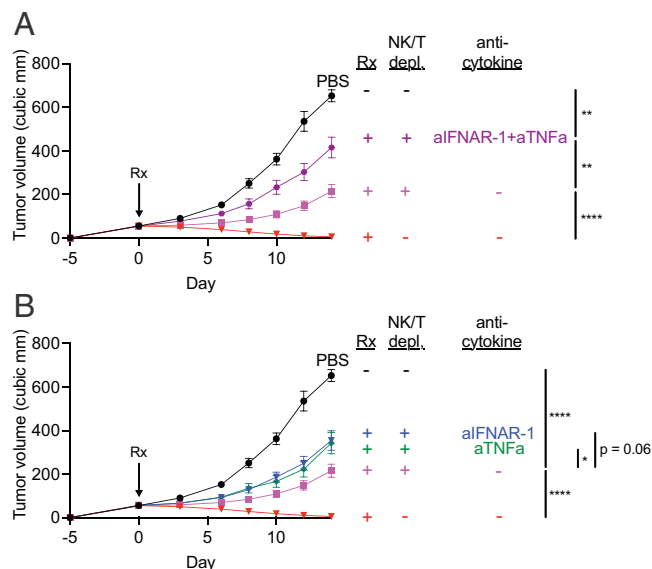 A
NK/T anti-
Rx depl. cytokine
PBS
800
600
400
200
0
Tumor volume (cubic mm)
Rx
-5 0 5 10
Day
- -
+ + aIFNAR-1+aTNFa
+ + -
+ - -
**
**
****
B
NK/T anti-
Rx depl. cytokine
PBS
800
600
400
200
0
Tumor volume (cubic mm)
Rx
-5 0 5 10
Day
- -
+ + aIFNAR-1
+ + aTNFa
+ + -
+ - -
****
* p = 0.06
****